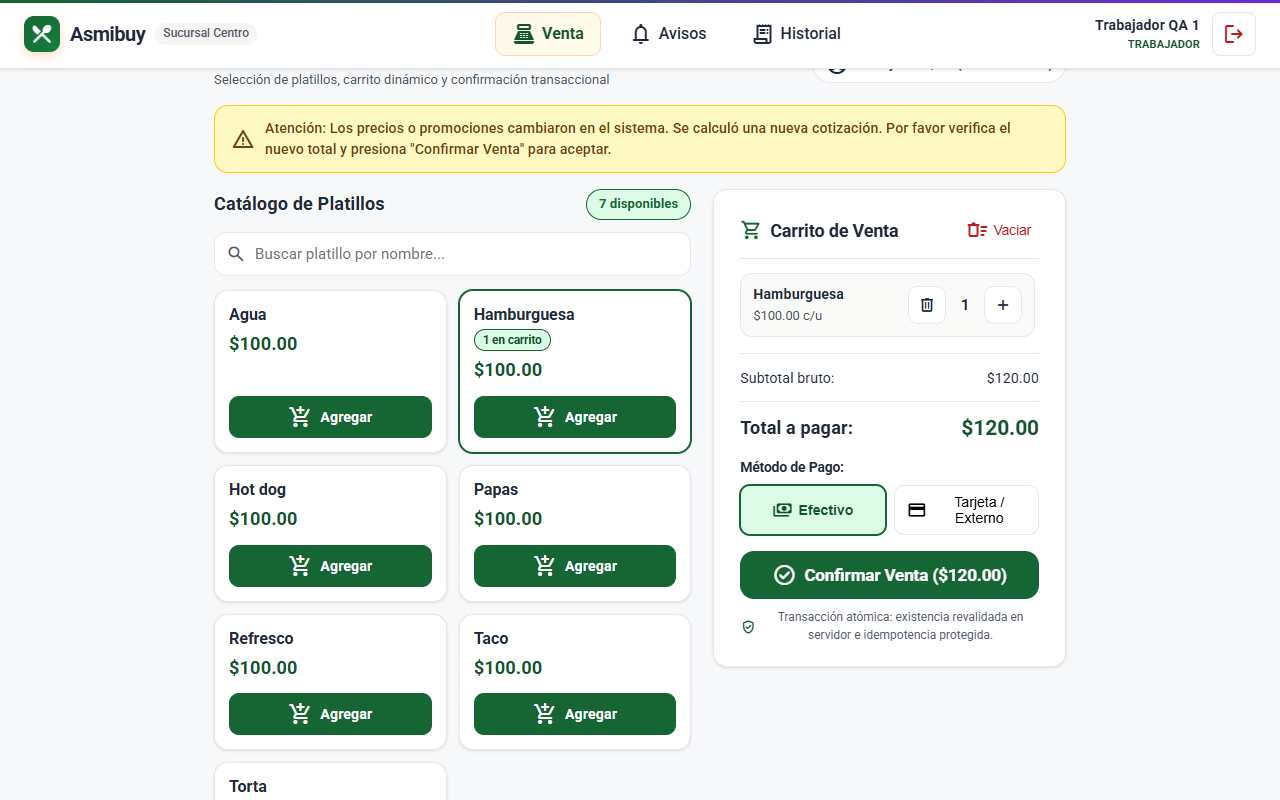 Asmibuy
Sucursal Centro
Venta
Avisos
Historial
Trabajador QA 1
TRABAJADOR
Selección de platillos, carrito dinámico y confirmación transaccional
Atención: Los precios o promociones cambiaron en el sistema. Se calculó una nueva cotización. Por favor verifica el
nuevo total y presiona "Confirmar Venta" para aceptar.
Catálogo de Platillos
7 disponibles
Buscar platillo por nombre...
Agua
$100.00
Agregar
Hamburguesa
1 en carrito
$100.00
Agregar
Hot dog
$100.00
Agregar
Papas
$100.00
Agregar
Refresco
$100.00
Agregar
Taco
$100.00
Agregar
Torta
Carrito de Venta
Vaciar
Hamburguesa
$100.00 c/u
1
Subtotal bruto:
$120.00
Total a pagar:
$120.00
Método de Pago:
Efectivo
Tarjeta /
Externo
Confirmar Venta ($120.00)
Transacción atómica: existencia revalidada en
servidor e idempotencia protegida.